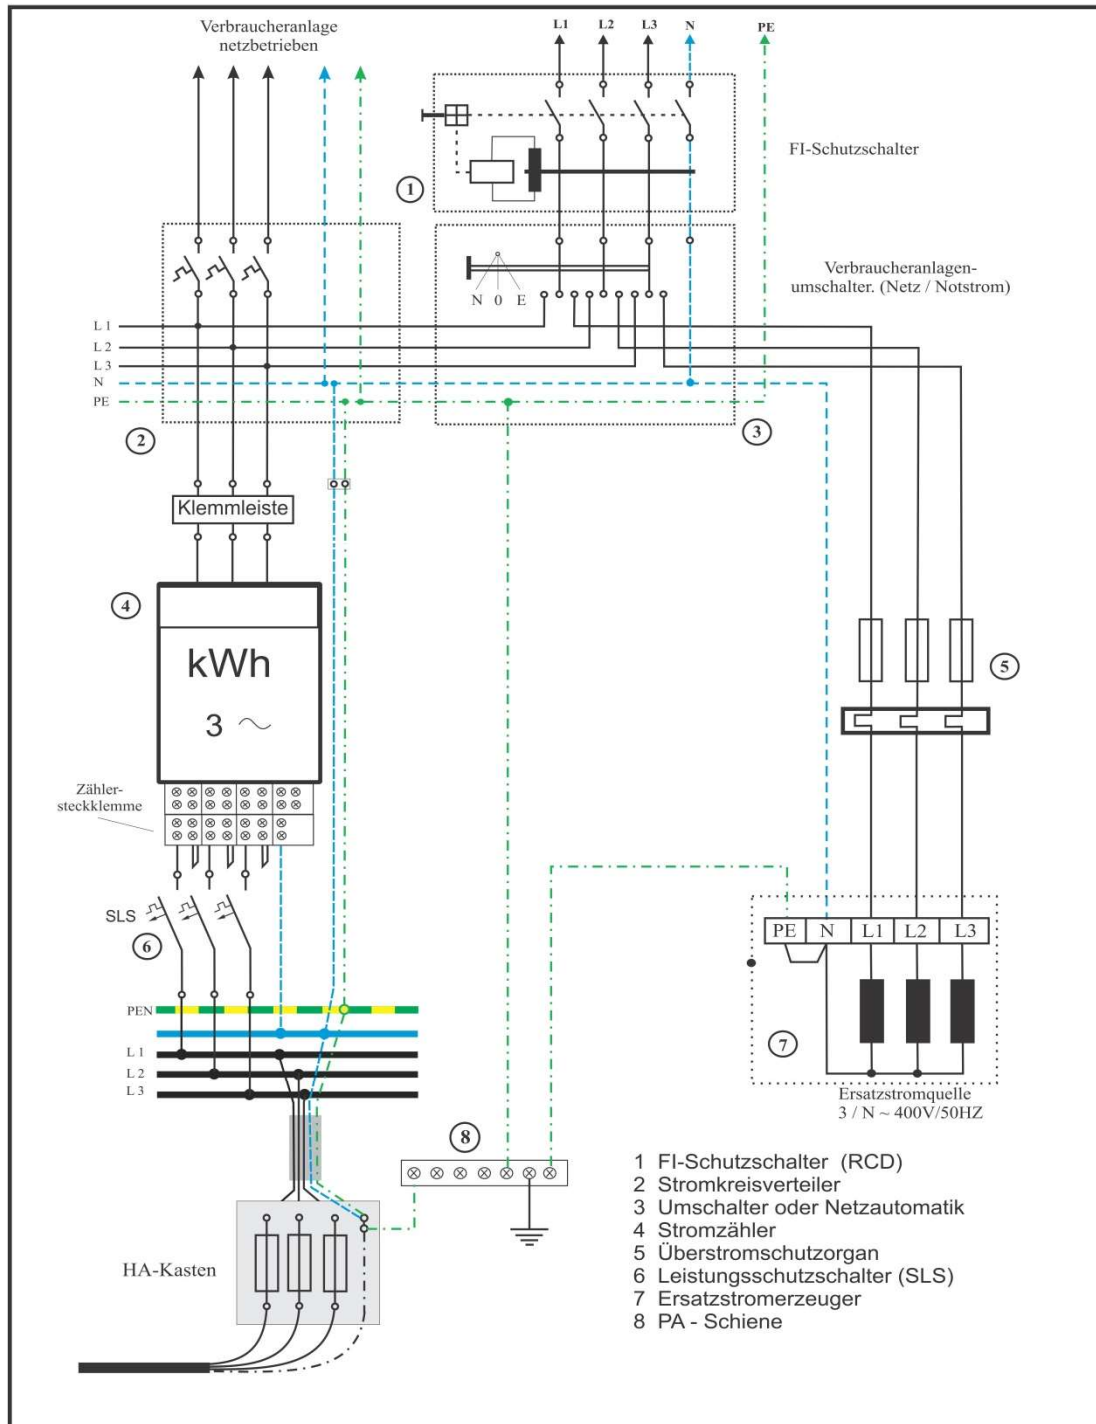 Verbraucheranlage
netzbetrieben
L1 L2 L3 N PE
FI-Schutzschalter
1
Verbraucheranlagen-
umschalter. (Netz / Notstrom)
N 0 E
L 1
L 2
L 3
N
PE
2
3
Klemmleiste
4
kWh
3 ~
5
Zähler-
steckklemme
SLS
6
PE N L1 L2 L3
PEN
L 1
L 2
L 3
7
Ersatzstromquelle
3 / N ~ 400V/50HZ
8
HA-Kasten
1 FI-Schutzschalter (RCD)
2 Stromkreisverteiler
3 Umschalter oder Netzautomatik
4 Stromzähler
5 Überstromschutzorgan
6 Leistungsschutzschalter (SLS)
7 Ersatzstromerzeuger
8 PA - Schiene